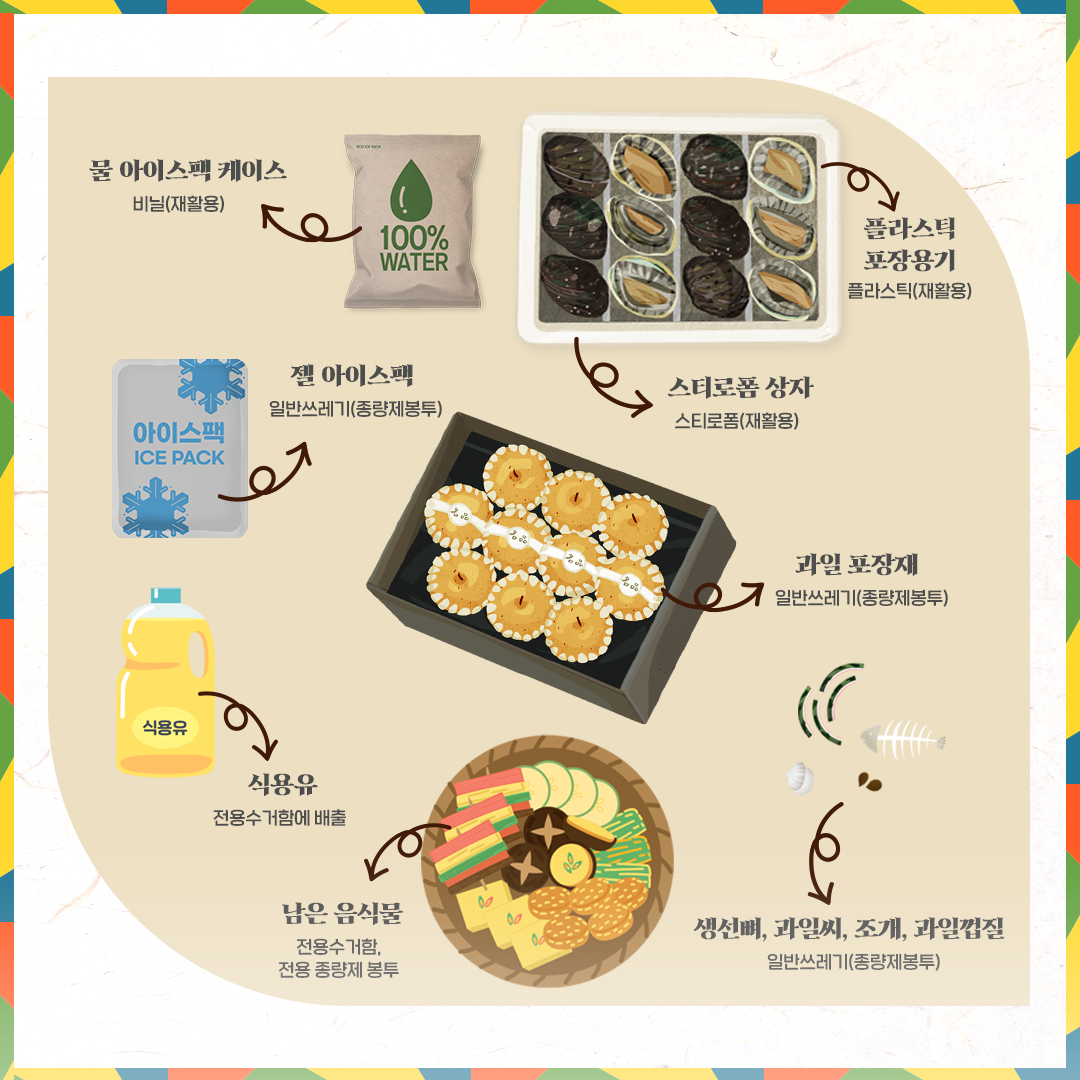 물 아이스팩 케이스
비닐(재활용)
ECO ICE PACK
100%
WATER
플라스틱
포장용기
플라스틱(재활용)
젤 아이스팩
일반쓰레기(종량제봉투)
아이스팩
ICE PACK
스티로폼 상자
스티로폼(재활용)
과일 포장재
일반쓰레기(종량제봉투)
식용유
식용유
전용수거함에 배출
남은 음식물
전용수거함,
전용 종량제 봉투
생선뼈, 과일씨, 조개, 과일껍질
일반쓰레기(종량제봉투)